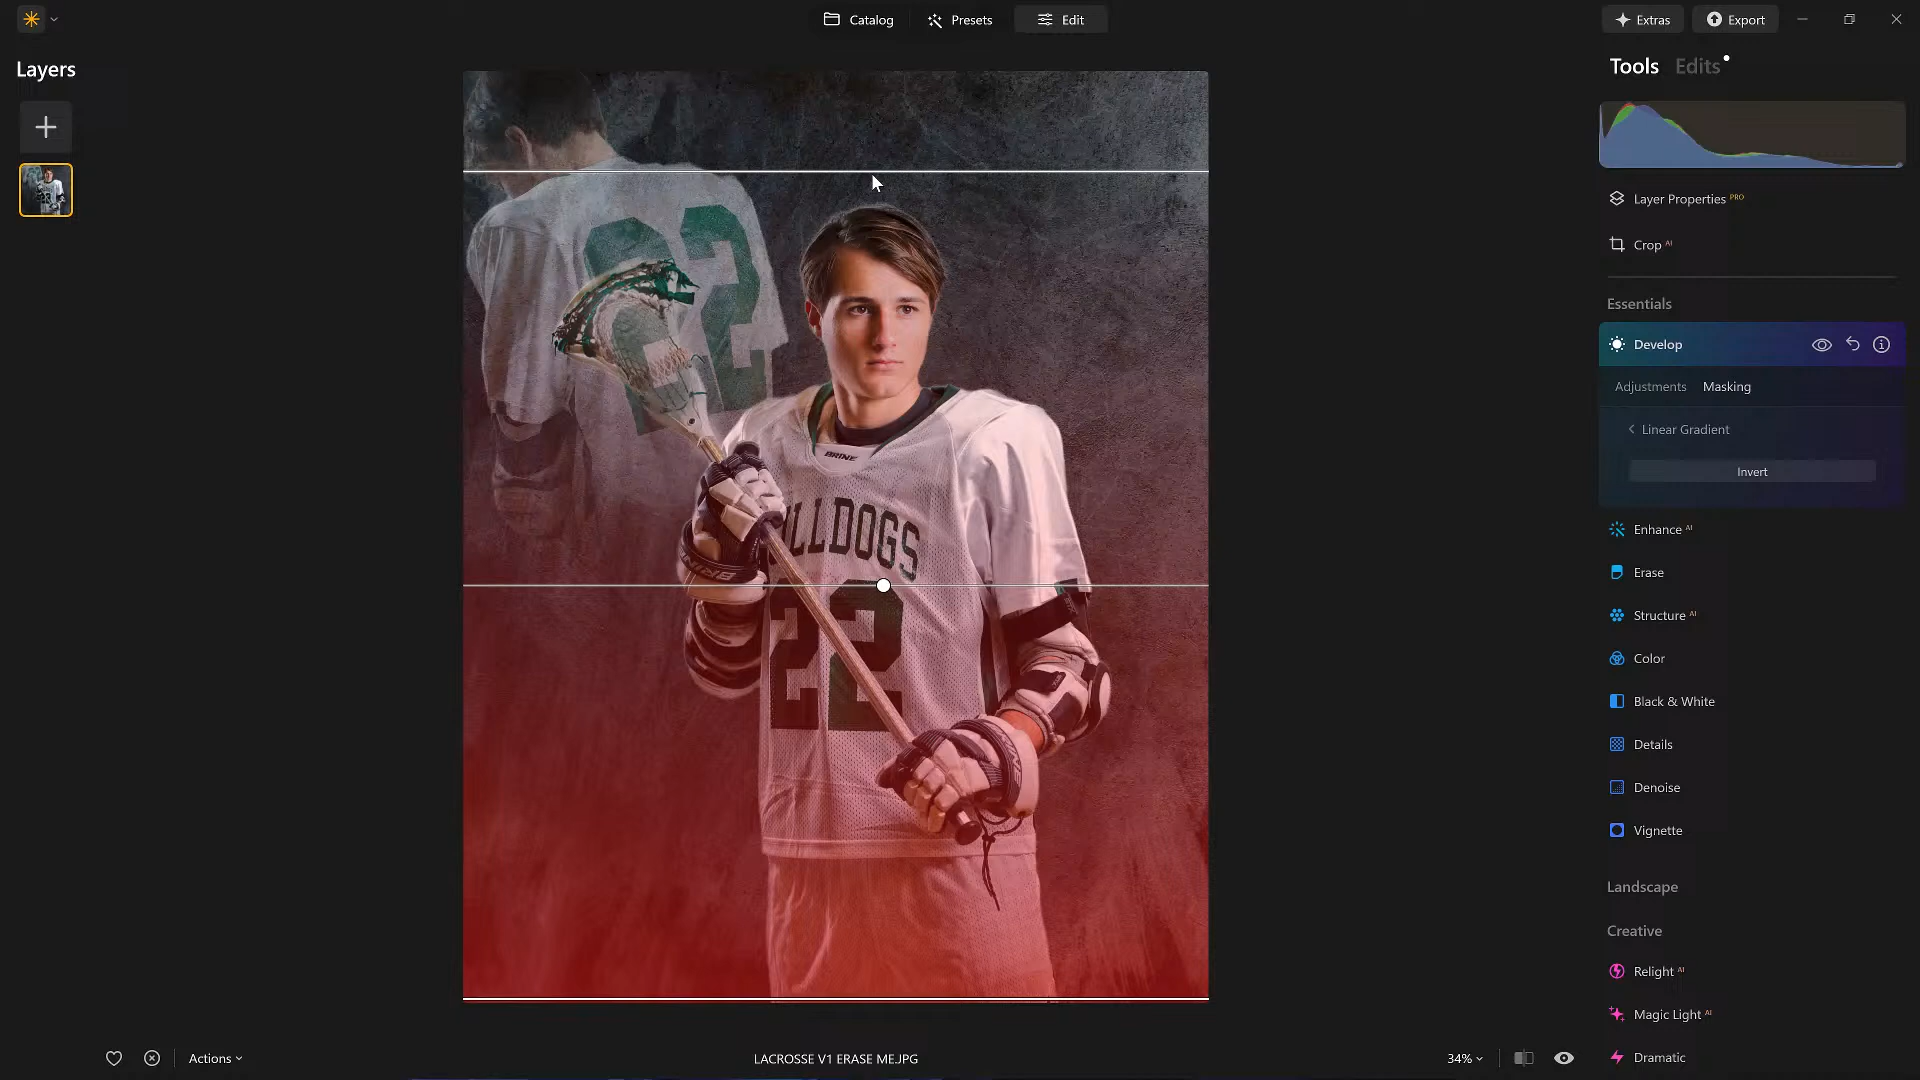 Catalog
Presets
Edit
Extras
Export
Layers
Tools
Edits
Layer Properties PRO
Crop AI
Essentials
Develop
Adjustments
Masking
Linear Gradient
Invert
Enhance AI
Erase
Structure AI
Color
Black & White
Details
Denoise
Vignette
Landscape
Creative
Relight AI
Magic Light AI
Dramatic
22
BRINE
LLDOGS
22
Actions
LACROSSE V1 ERASE ME.JPG
34%